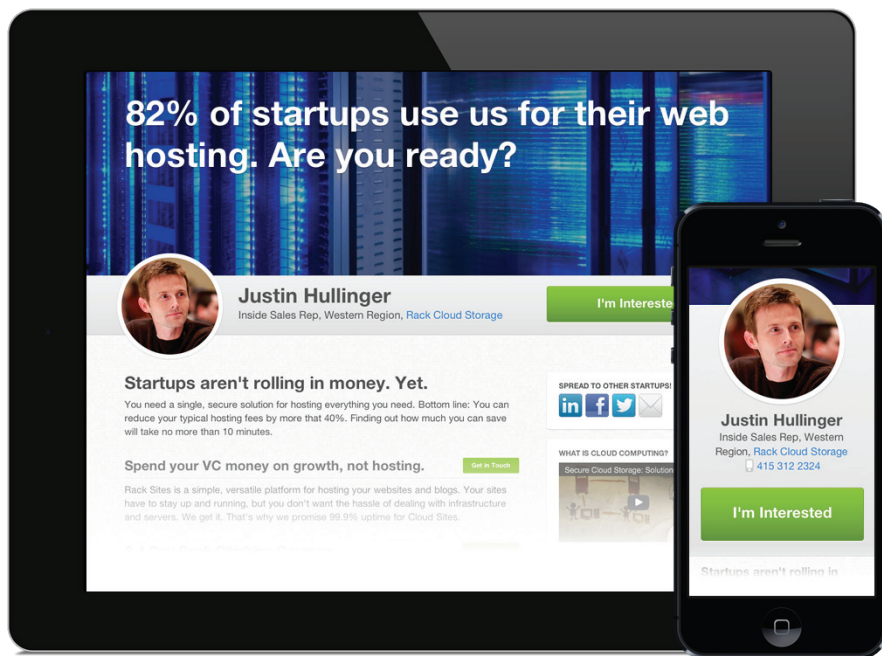 82% of startups use us for their web
hosting. Are you ready?
Justin Hullinger
Inside Sales Rep, Western Region, Rack Cloud Storage
I'm Intereste
Startups aren't rolling in money. Yet.
You need a single, secure solution for hosting everything you need. Bottom line: You can
reduce your typical hosting fees by more that 40%. Finding out how much you can save
will take no more than 10 minutes.
Spend your VC money on growth, not hosting.
Get in Touch
Rack Sites is a simple, versatile platform for hosting your websites and blogs. Your sites
have to stay up and running, but you don't want the hassle of dealing with infrastructure
and servers. We get it. That's why we promise 99.9% uptime for Cloud Sites.
SPREAD TO OTHER STARTUPS!
in f
WHAT IS CLOUD COMPUTING?
Secure Cloud Storage: Solution
Justin Hullinger
Inside Sales Rep, Western
Region, Rack Cloud Storage
415 312 2324
I'm Interested
Startups aren't rolling in